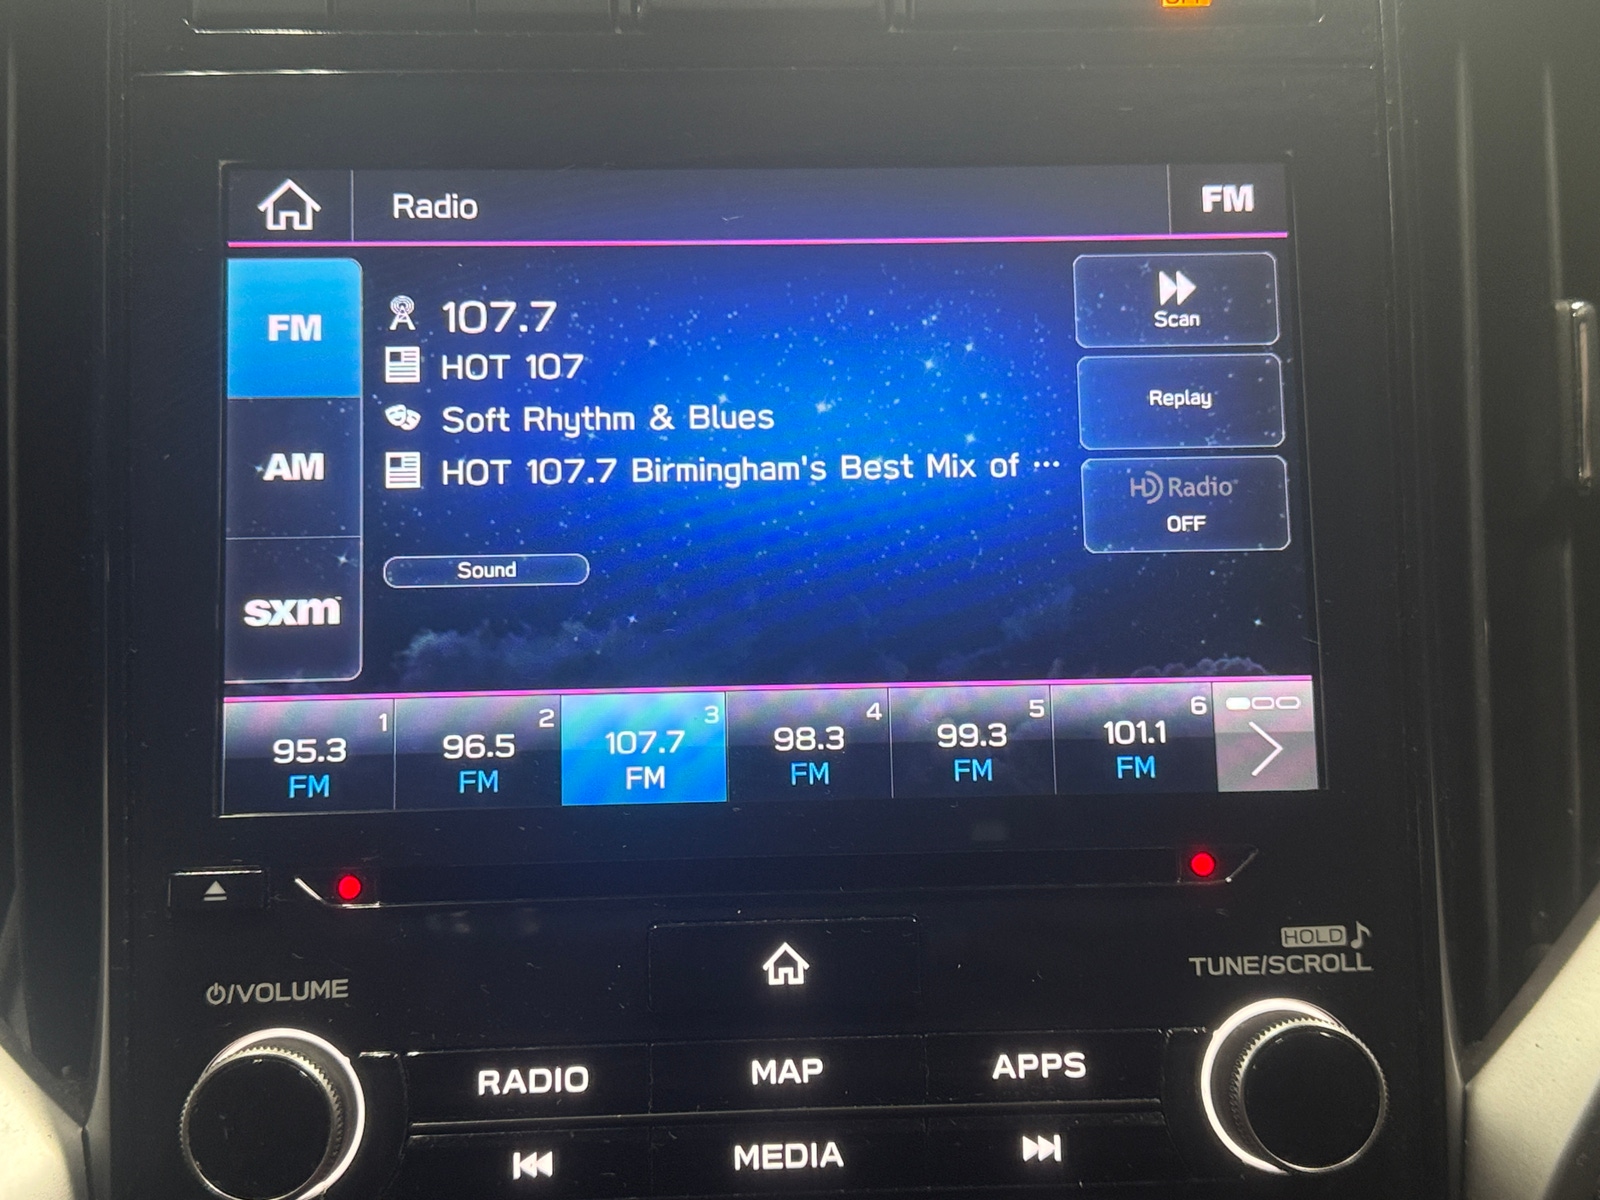 OFF
Radio
FM
FM
AM
sxm
107.7
HOT 107
Soft Rhythm & Blues
HOT 107.7 Birmingham's Best Mix of ...
Sound
Scan
Replay
HD Radio
OFF
1
95.3
FM
2
96.5
FM
3
107.7
FM
4
98.3
FM
5
99.3
FM
6
101.1
FM
/VOLUME
HOLD
TUNE/SCROLL
RADIO
MAP
APPS
MEDIA